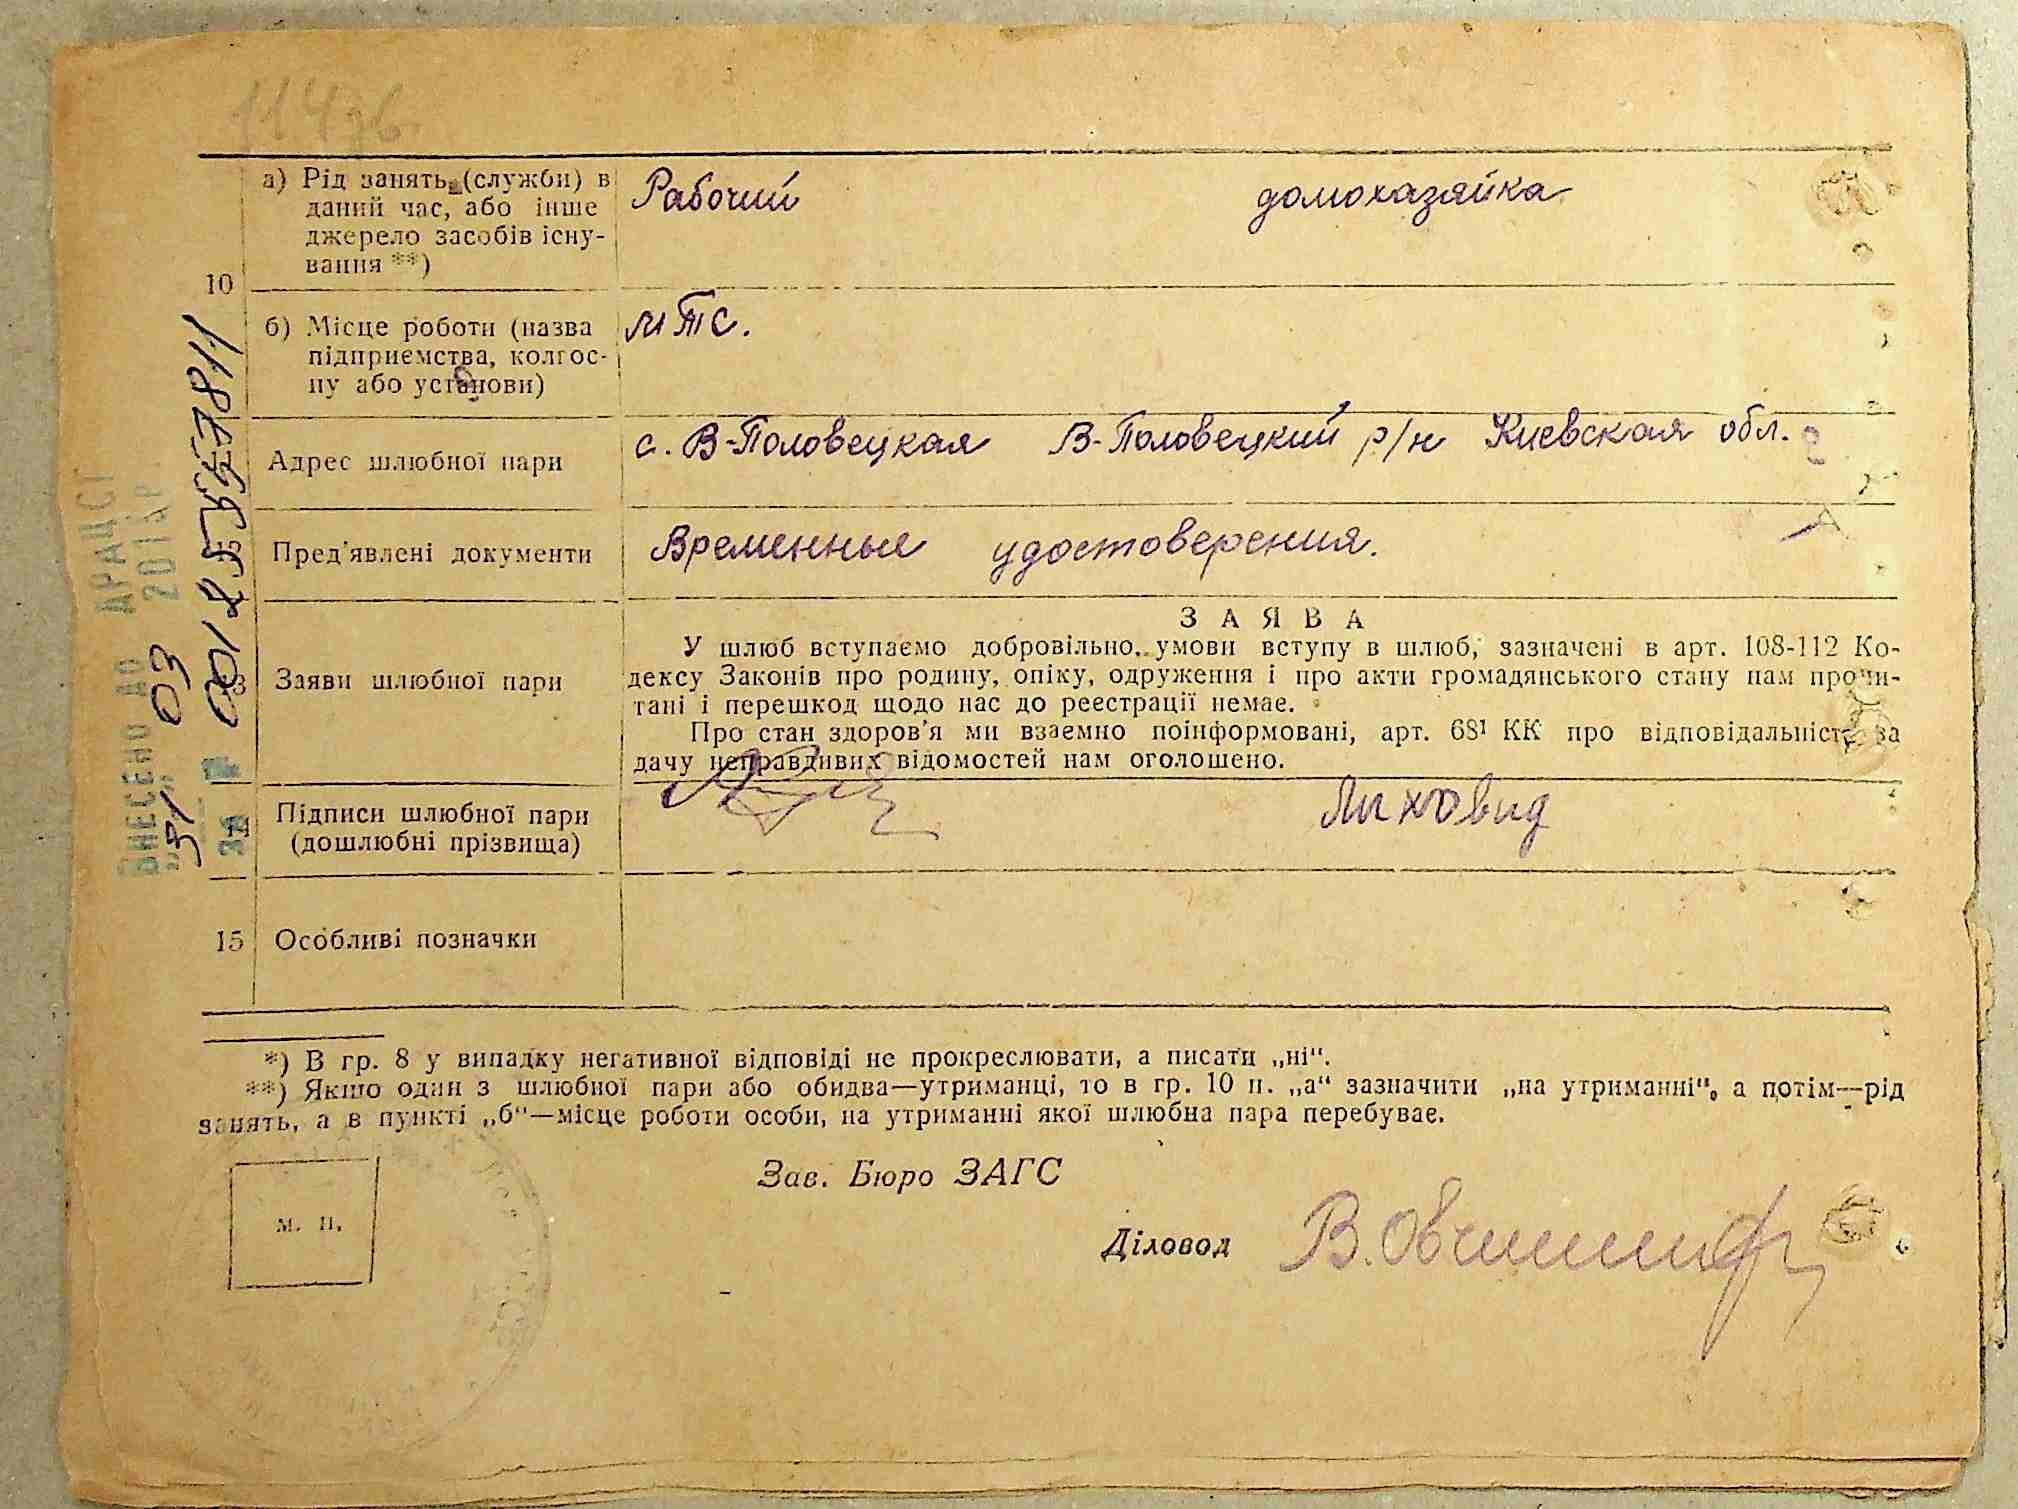 а) Рід занять (служби) в
даний час, або інше
джерело засобів існу-
вання **)
Рабочий домохазяйка
10
б) Місце роботи (назва
підприємства, колгос-
пу або установи)
МТС.
Адрес шлюбної пари
с. В-Половецкая В-Половецкий р/н Киевская обл.
Пред'явлені документи
Временные удостоверения.
Заяви шлюбної пари
ЗАЯВА
У шлюб вступаємо добровільно, умови вступу в шлюб, зазначені в арт. 108-112 Ко-
дексу Законів про родину, опіку, одруження і про акти громадянського стану нам прочи-
тані і перешкод щодо нас до реєстрації немає.
Про стан здоров'я ми взаємно поінформовані, арт. 68¹ КК про відповідальність за
дачу неправдивих відомостей нам оголошено.
Підписи шлюбної пари
(дошлюбні прізвища)
Лиховид
15 Особливі позначки
*) В гр. 8 у випадку негативної відповіді не прокреслювати, а писати „ні“.
**) Якшо один з шлюбної пари або обидва—утриманці, то в гр. 10 п. „а“ зазначити „на утриманні“, а потім—рід
занять, а в пункті „б“—місце роботи особи, на утриманні якої шлюбна пара перебуває.
Зав. Бюро ЗАГС
м. п.
Діловод
ВНЕСЕНО ДО ДРАЦСГ
31 03 201 р.